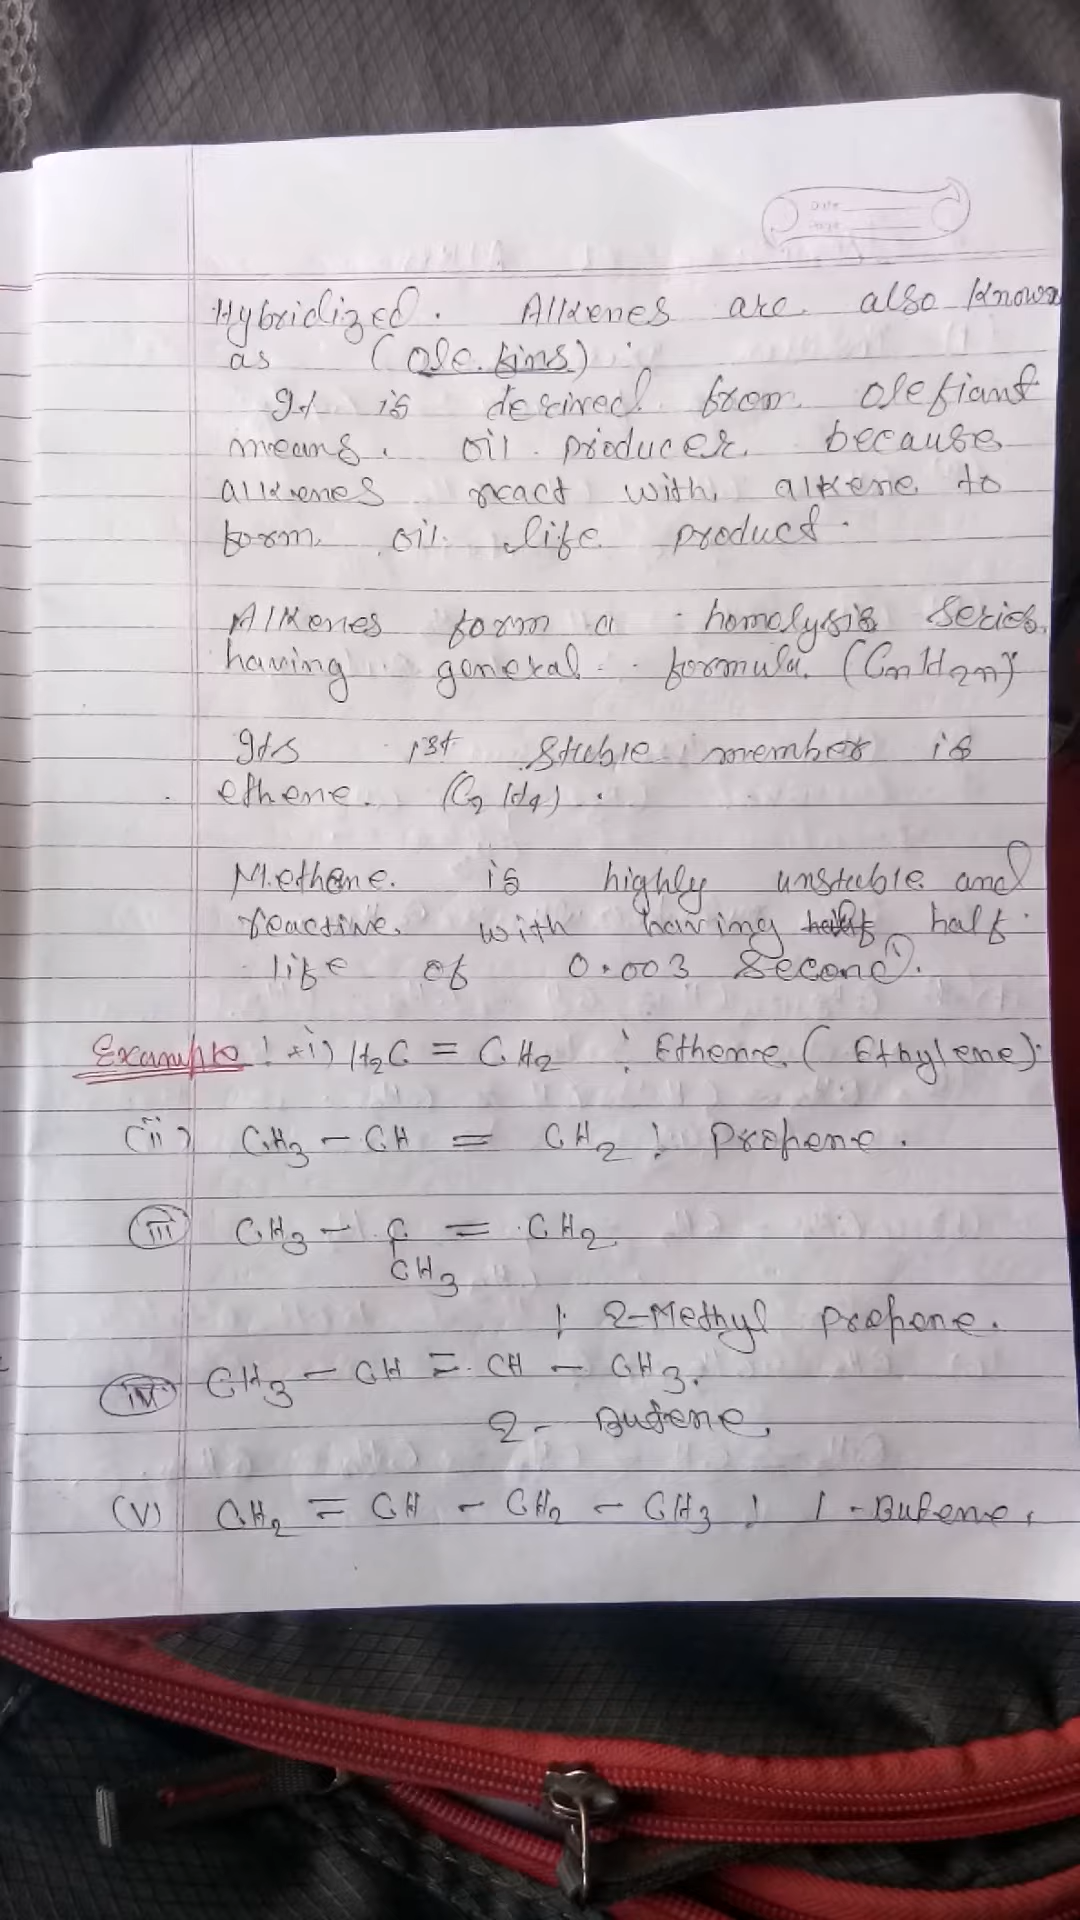 Date
Page
Hybridized. Alkenes are also known
as (Olefins)
It is derived from Olefiant
means. oil producer because
alkenes react with alkene to
form oil life product.
Alkenes form a homolysis Series,
having general formula (CnH2n)
Its 1st Stable member is
ethene. (C2H4).
Methene. is highly unstable and
reactive, with having half
life of 0.003 Second.
Example : (i) H2C = CH2 : Ethene (Ethylene).
(ii) CH3 - CH = CH2 : Propene.
(iii) CH3 - C = CH2
CH3
: 2-Methyl propene.
(iv) CH3 - CH = CH - CH3.
2- Butene,
(V) CH2 = CH - CH2 - CH3 : 1-Butene,